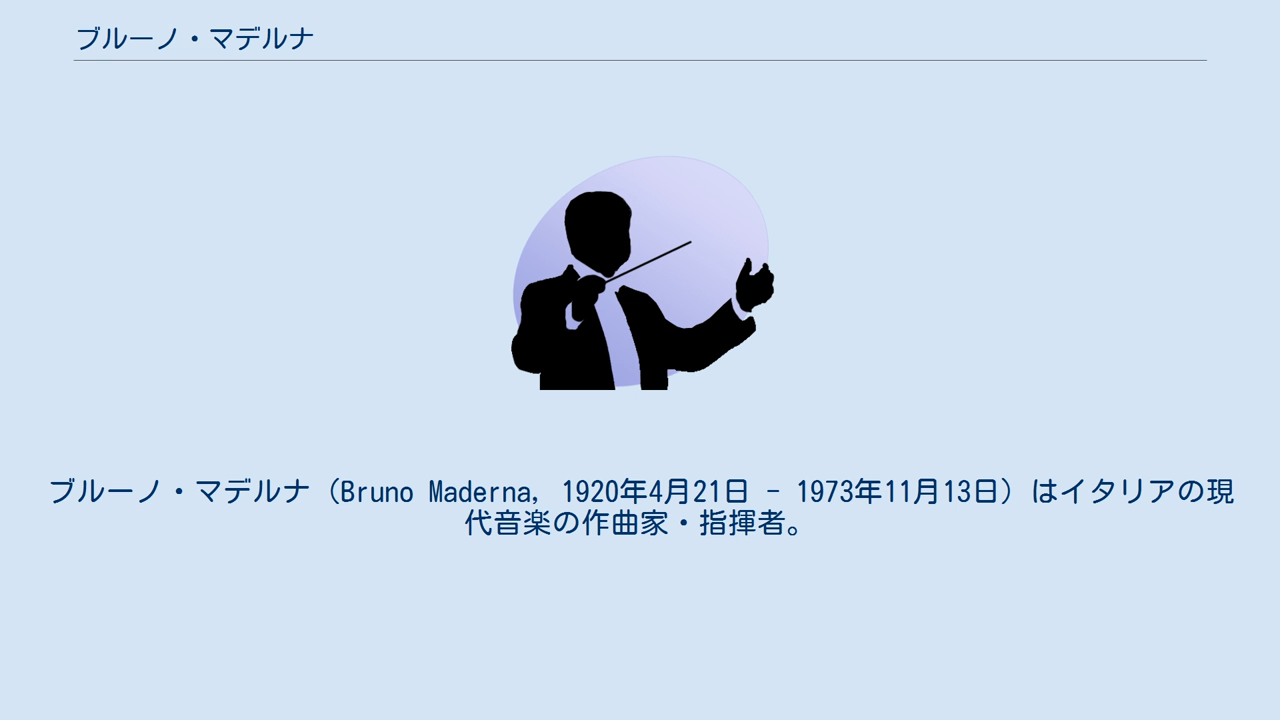 ブルーノ・マデルナ
ブルーノ・マデルナ（Bruno Maderna, 1920年4月21日 - 1973年11月13日）はイタリアの現
代音楽の作曲家・指揮者。